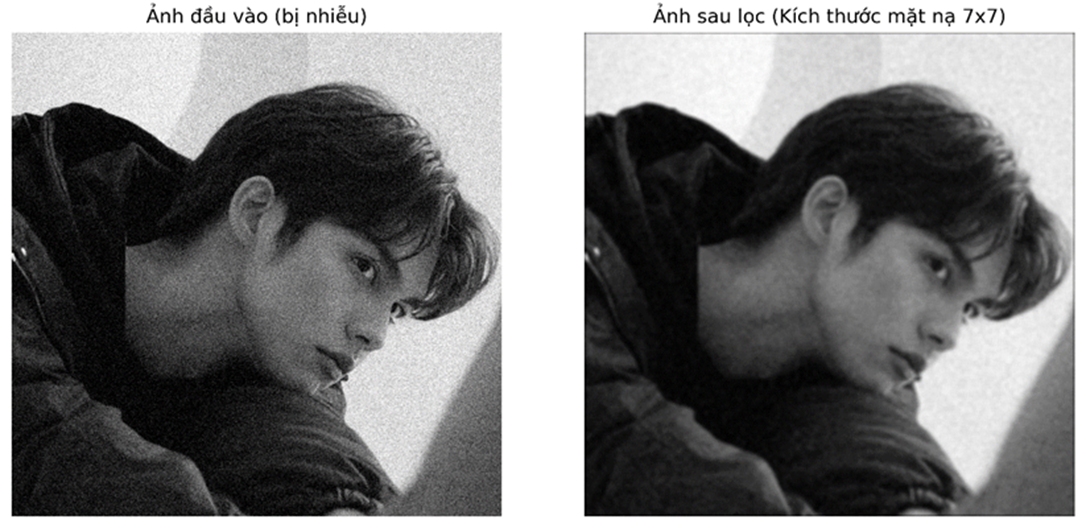 Ảnh đầu vào (bị nhiễu)
Ảnh sau lọc (Kích thước mặt nạ 7x7)